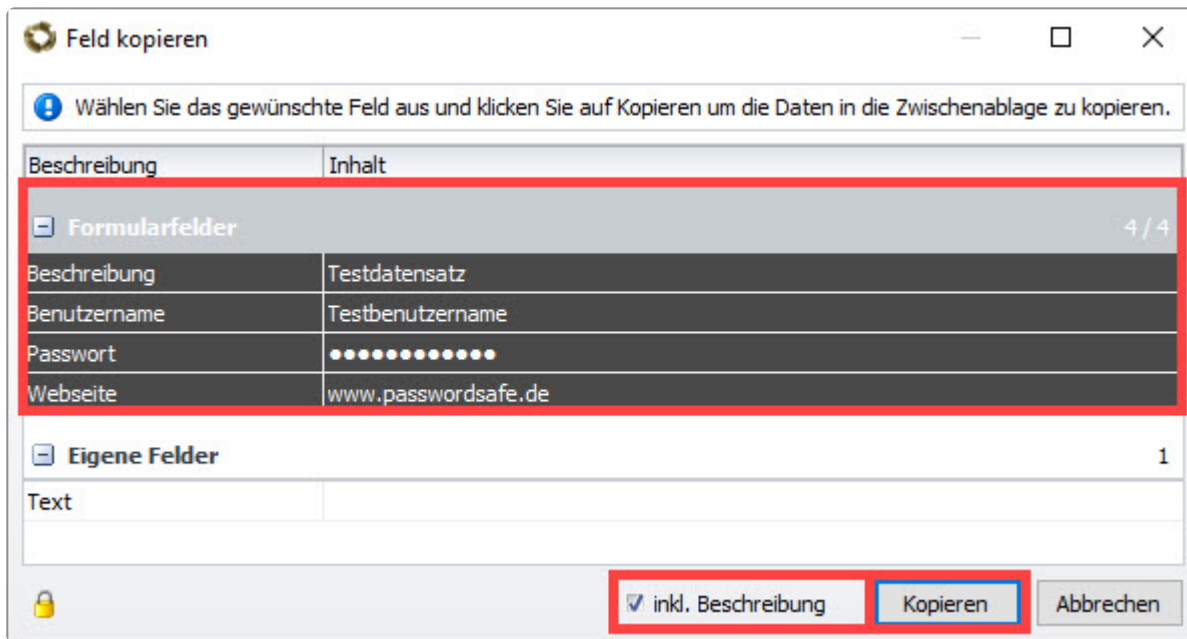 Feld kopieren
Wählen Sie das gewünschte Feld aus und klicken Sie auf Kopieren um die Daten in die Zwischenablage zu kopieren.
Beschreibung Inhalt
Formularfelder 4 / 4
Beschreibung Testdatensatz
Benutzername Testbenutzername
Passwort ●●●●●●●●●●●●
Webseite www.passwordsafe.de
Eigene Felder 1
Text
inkl. Beschreibung Kopieren Abbrechen